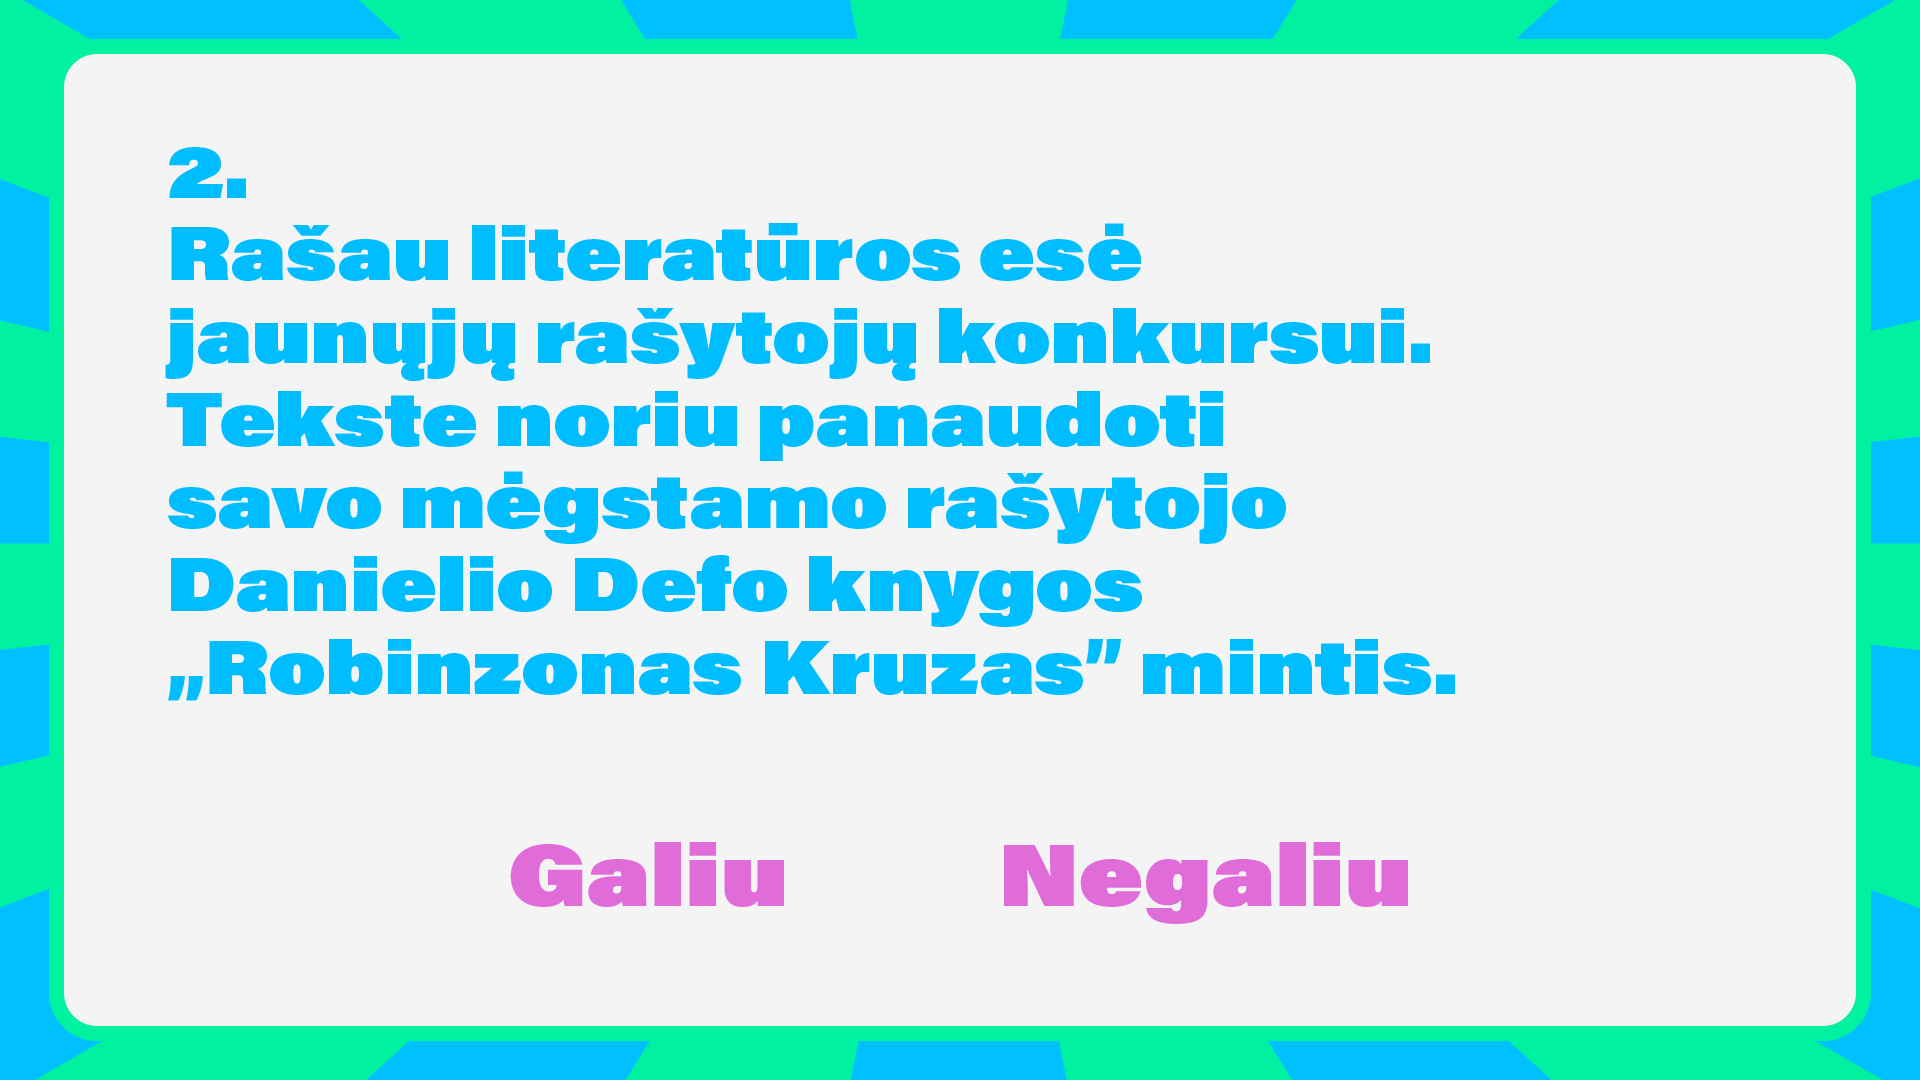 2.
Rašau literatūros esė
jaunųjų rašytojų konkursui.
Tekste noriu panaudoti
savo mėgstamo rašytojo
Danielio Defo knygos
„Robinzonas Kruzas” mintis.
Galiu Negaliu